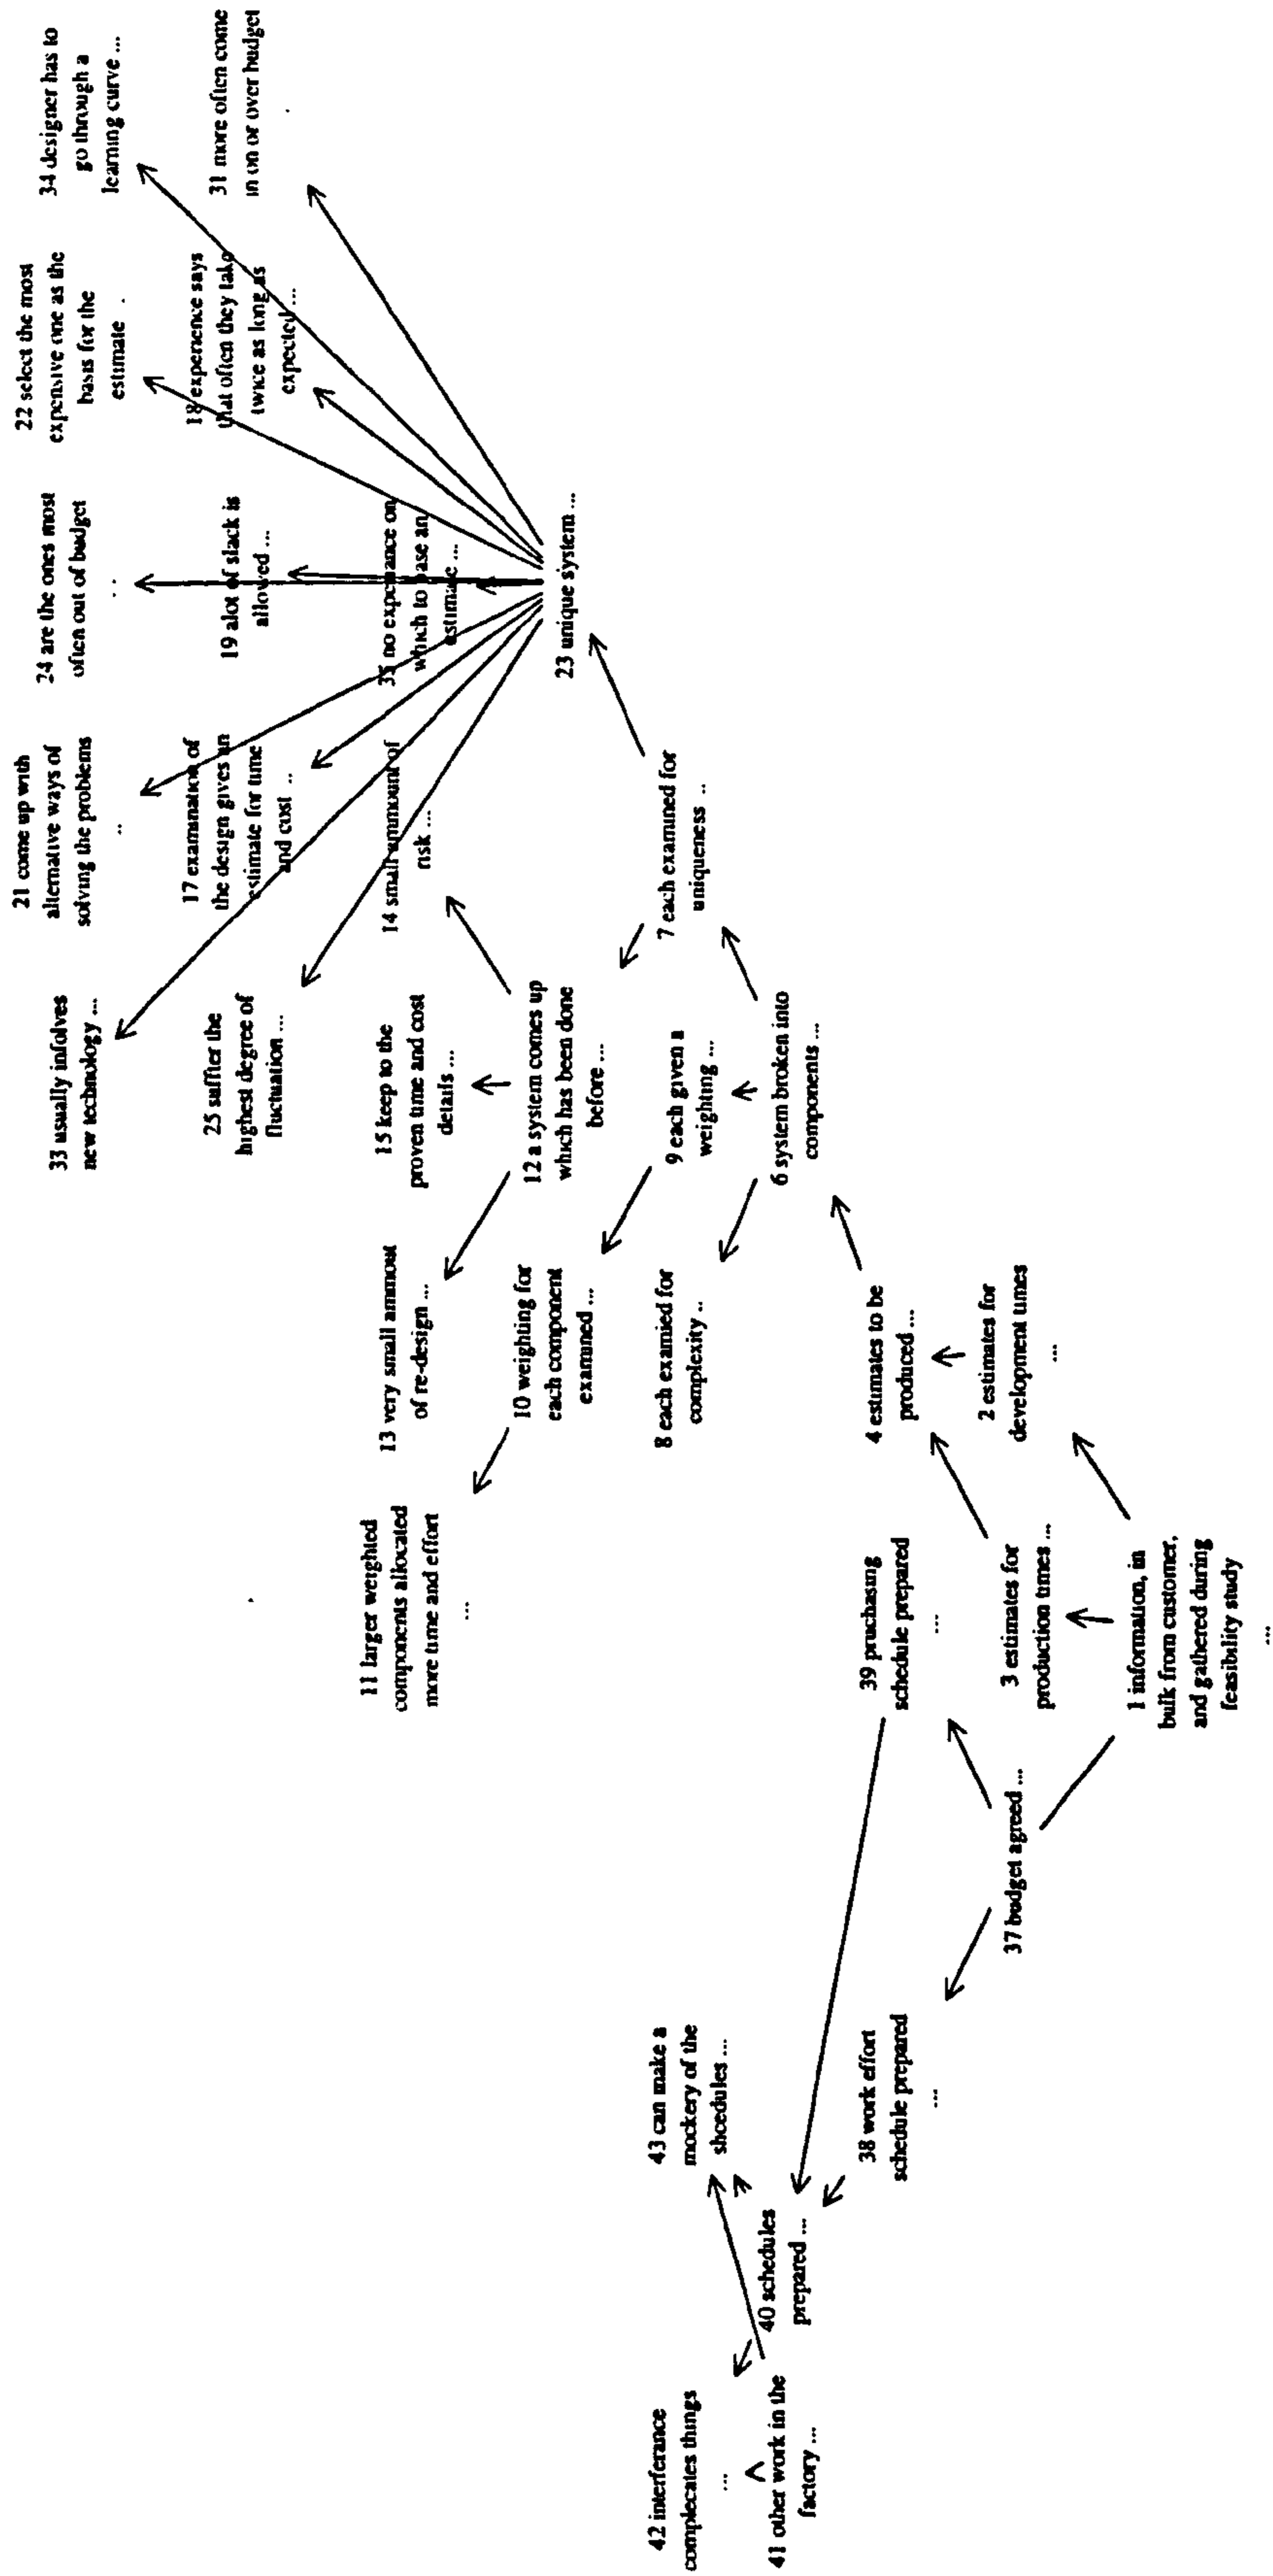 33 usually infolves
new technology ...
21 come up with
alternative ways of
solving the problems
..
24 are the ones most
often out of budget
..
22 select the most
expensive one as the
basis for the
estimate .
34 designer has to
go through a
learning curve ...
25 suffter the
highest degree of
fluctuation ...
17 examination of
the design gives an
estimate for time
and cost ..
19 alot of slack is
allowed ...
18 experience says
that often they take
twice as long as
expected ...
31 more often come
in on or over budget
.
11 larger weighted
components allocated
more time and effort
...
13 very small ammout
of re-design ...
15 keep to the
proven time and cost
details ...
14 small ammount of
risk ...
35 no experiance on
which to base an
estimate ...
10 weighting for
each component
examined ...
12 a system comes up
which has been done
before ...
23 unique system ...
42 interferance
complecates things
...
43 can make a
mockery of the
shcedules ...
8 each examied for
complexity ..
9 each given a
weighting ...
7 each examined for
uniqueness ..
41 other work in the
factory ...
40 schedules
prepared ...
6 system broken into
components ...
38 work effort
schedule prepared
...
39 pruchasing
schedule prepared
...
4 estimates to be
produced ...
37 budget agreed ...
3 estimates for
production times ...
2 estimates for
development times
...
1 information, in
bulk from customer,
and gathered during
feasibility study
...